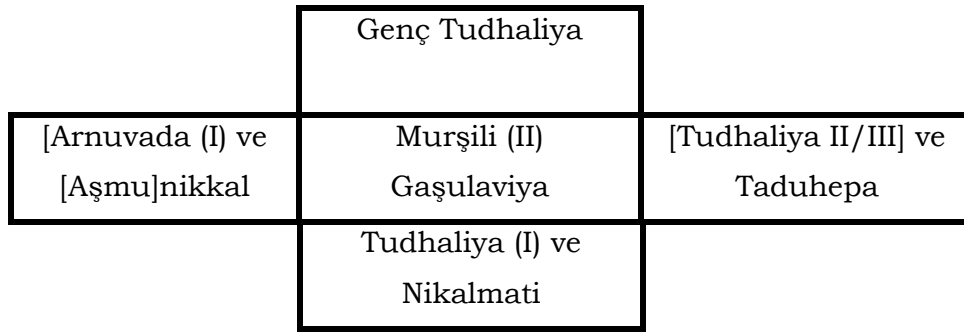 Genç Tudhaliya
[Arnuvada (I) ve
[Aşmu]nikkal
Murşili (II)
Gaşulaviya
[Tudhaliya II/III] ve
Taduhepa
Tudhaliya (I) ve
Nikalmati